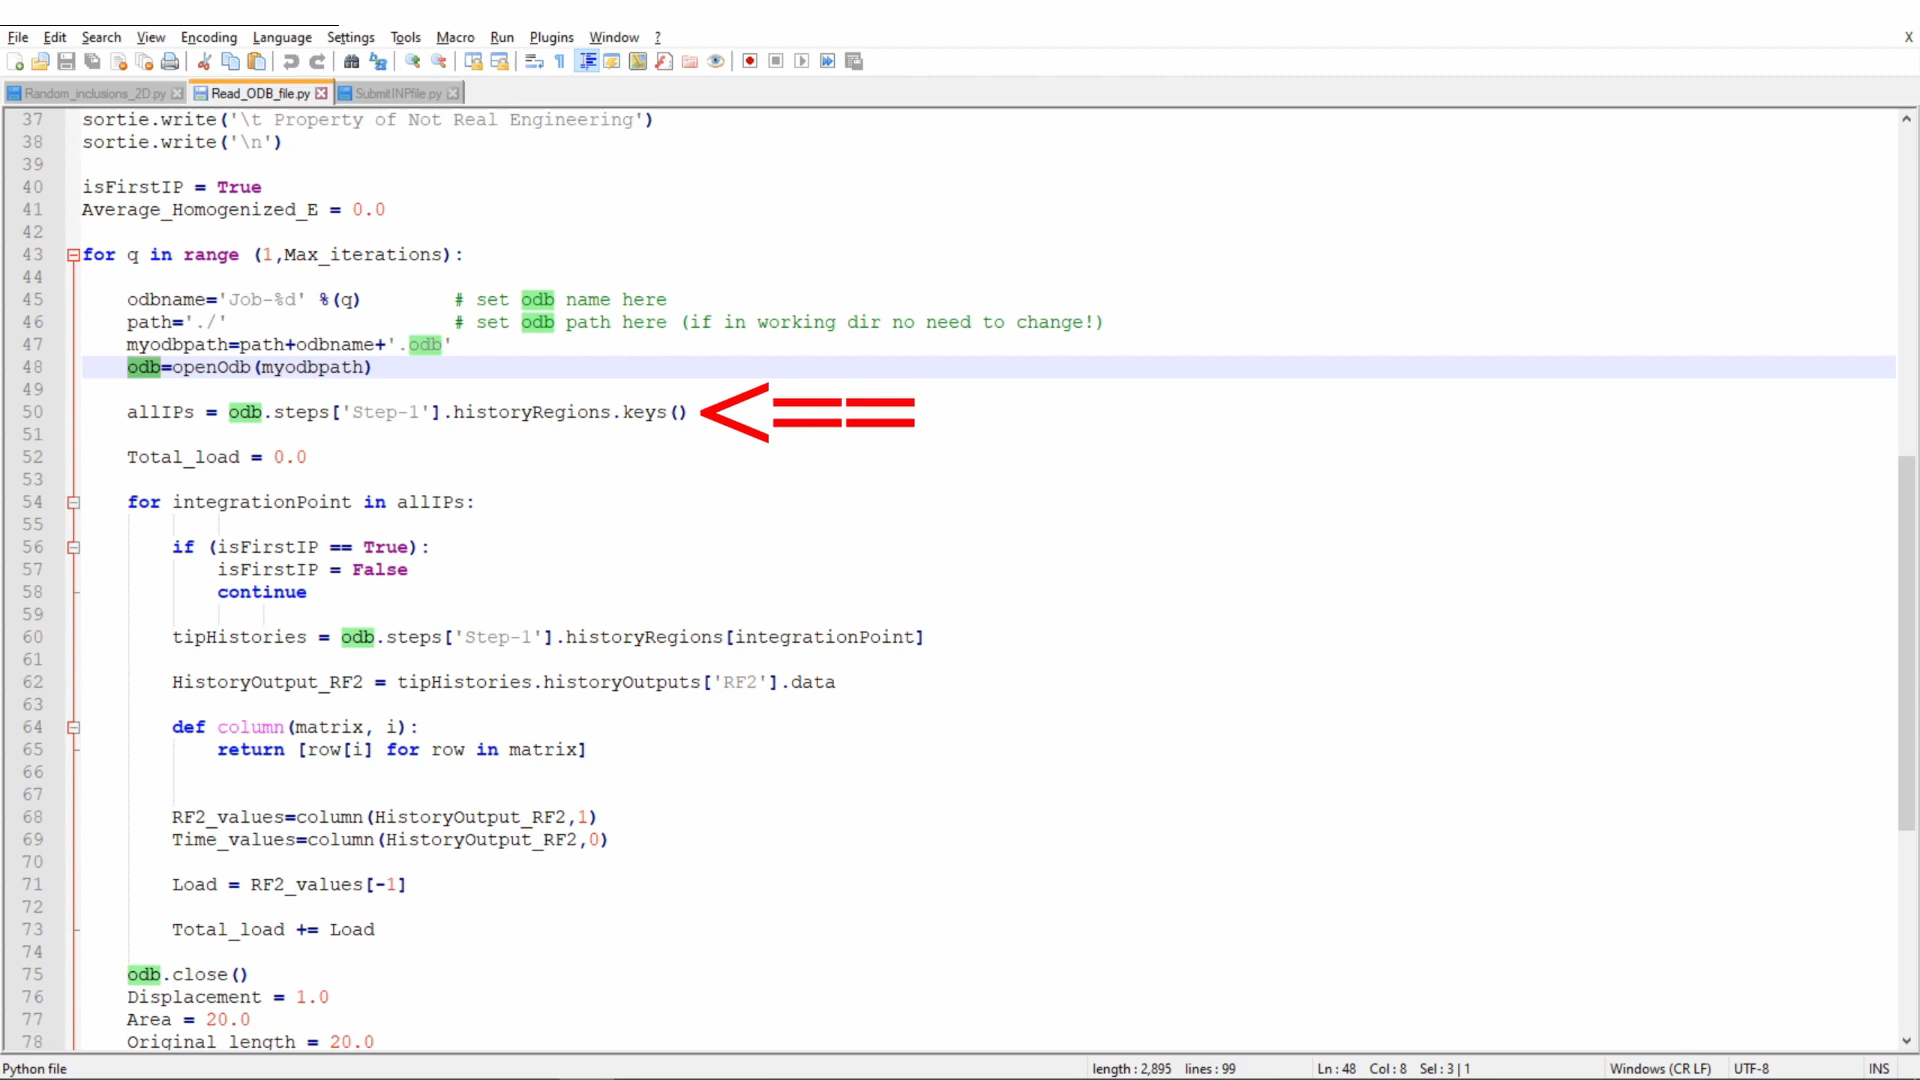 File Edit Search View Encoding Language Settings Tools Macro Run Plugins Window ? X
Random_inclusions_2D.py Read_ODB_file.py SubmitINPfile.py
37 sortie.write('\t Property of Not Real Engineering')
38 sortie.write('\n')
39
40 isFirstIP = True
41 Average_Homogenized_E = 0.0
42
43 for q in range (1,Max_iterations):
44
45 odbname='Job-%d' %(q) # set odb name here
46 path='./' # set odb path here (if in working dir no need to change!)
47 myodbpath=path+odbname+'.odb'
48 odb=openOdb(myodbpath)
49
50 allIPs = odb.steps['Step-1'].historyRegions.keys() <==
51
52 Total_load = 0.0
53
54 for integrationPoint in allIPs:
55
56 if (isFirstIP == True):
57 isFirstIP = False
58 continue
59
60 tipHistories = odb.steps['Step-1'].historyRegions[integrationPoint]
61
62 HistoryOutput_RF2 = tipHistories.historyOutputs['RF2'].data
63
64 def column(matrix, i):
65 return [row[i] for row in matrix]
66
67
68 RF2_values=column(HistoryOutput_RF2,1)
69 Time_values=column(HistoryOutput_RF2,0)
70
71 Load = RF2_values[-1]
72
73 Total_load += Load
74
75 odb.close()
76 Displacement = 1.0
77 Area = 20.0
78 Original_length = 20.0
Python file length : 2,895 lines : 99 Ln : 48 Col : 8 Sel : 3 | 1 Windows (CR LF) UTF-8 INS